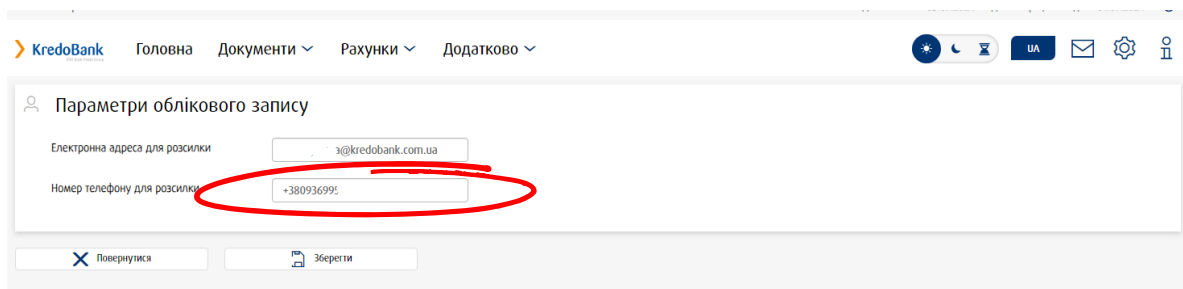 KredoBank Головна Документи Рахунки Додатково UA
Параметри облікового запису
Електронна адреса для розсилки
@kredobank.com.ua
Номер телефону для розсилки
+380936995
Повернутися Зберегти